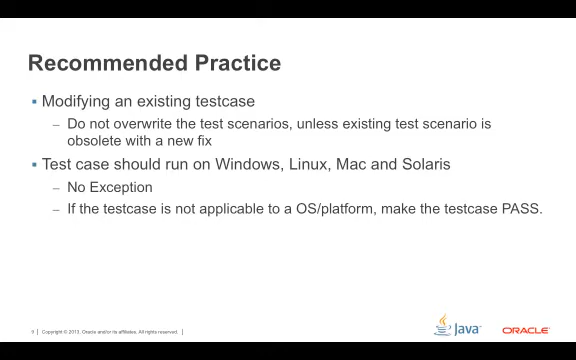 Recommended Practice
▪ Modifying an existing testcase
– Do not overwrite the test scenarios, unless existing test scenario is
obsolete with a new fix
▪ Test case should run on Windows, Linux, Mac and Solaris
– No Exception
– If the testcase is not applicable to a OS/platform, make the testcase PASS.
Copyright © 2013, Oracle and/or its affiliates. All rights reserved.
Java
ORACLE